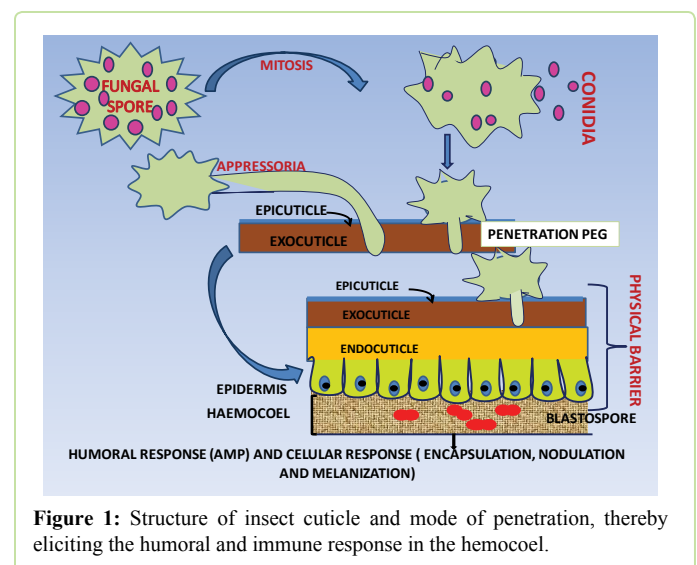 MITOSIS
FUNGAL
SPORE
CONIDIA
APPRESSORIA
EPICUTICLE
EXOCUTICLE
PENETRATION PEG
EPICUTICLE
EXOCUTICLE
ENDOCUTICLE
PHYSICAL BARRIER
EPIDERMIS
HAEMOCOEL
BLASTOSPORE
HUMORAL RESPONSE (AMP) AND CELULAR RESPONSE ( ENCAPSULATION, NODULATION
AND MELANIZATION)
Figure 1: Structure of insect cuticle and mode of penetration, thereby
eliciting the humoral and immune response in the hemocoel.